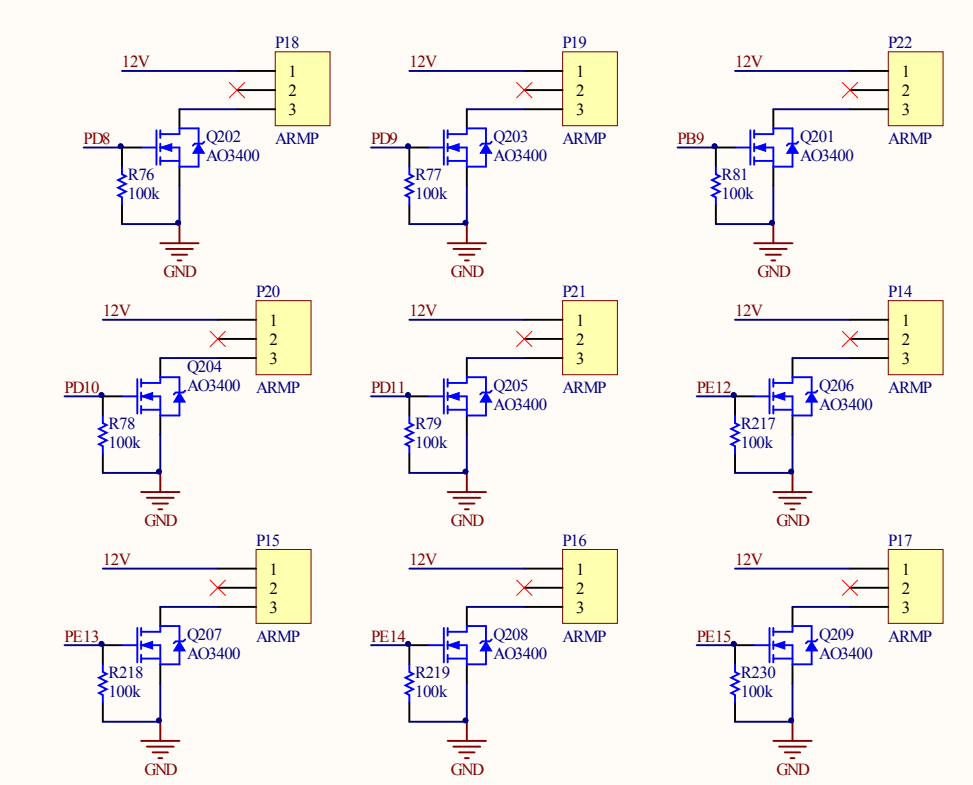 P18
12V
1
2
3
PD8
Q202
AO3400
ARMP
R76
100k
GND
P19
12V
1
2
3
PD9
Q203
AO3400
ARMP
R77
100k
GND
P22
12V
1
2
3
PB9
Q201
AO3400
ARMP
R81
100k
GND
P20
12V
1
2
3
PD10
Q204
AO3400
ARMP
R78
100k
GND
P21
12V
1
2
3
PD11
Q205
AO3400
ARMP
R79
100k
GND
P14
12V
1
2
3
PE12
Q206
AO3400
ARMP
R217
100k
GND
P15
12V
1
2
3
PE13
Q207
AO3400
ARMP
R218
100k
GND
P16
12V
1
2
3
PE14
Q208
AO3400
ARMP
R219
100k
GND
P17
12V
1
2
3
PE15
Q209
AO3400
ARMP
R230
100k
GND